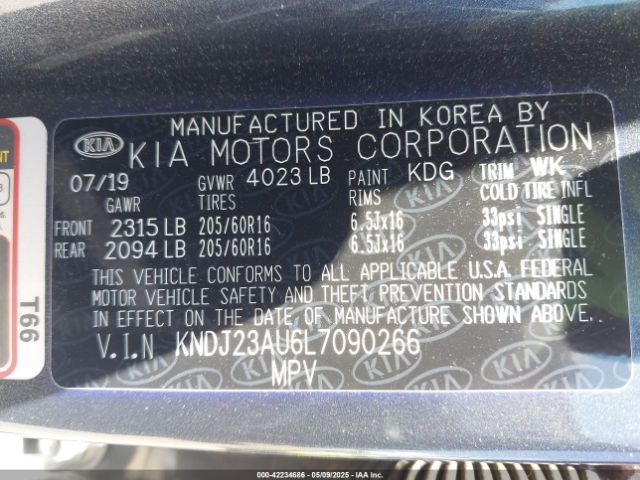 MANUFACTURED IN KOREA BY
KIA KIA MOTORS CORPORATION
07/19 GVWR 4023 LB PAINT KDG TRIM WK
GAWR TIRES RIMS COLD TIRE INFL
FRONT 2315 LB 205/60R16 6.5Jx16 33psi SINGLE
REAR 2094 LB 205/60R16 6.5Jx16 33psi SINGLE
THIS VEHICLE CONFORMS TO ALL APPLICABLE U.S.A. FEDERAL
MOTOR VEHICLE SAFETY AND THEFT PREVENTION STANDARDS
IN EFFECT ON THE DATE OF MANUFACTURE SHOWN ABOVE.
V.I.N KNDJ23AU6L7090266
MPV
T66
000-42234686 - 05/09/2025 - IAAI.COM